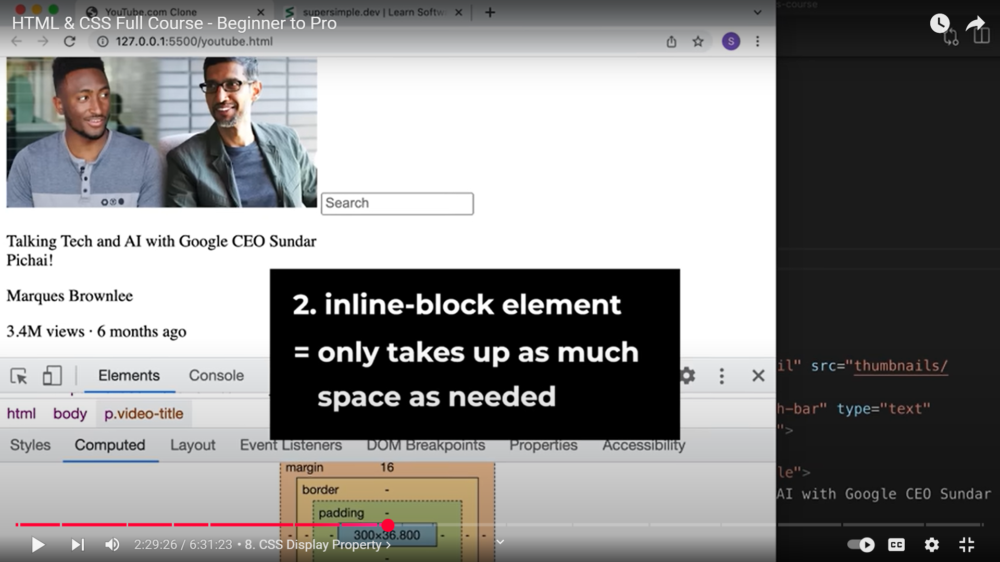 YouTube.com Clone
supersimple.dev | Learn Softw
s-course
HTML & CSS Full Course - Beginner to Pro
127.0.0.1:5500/youtube.html
S
Search
Talking Tech and AI with Google CEO Sundar
Pichai!
Marques Brownlee
3.4M views · 6 months ago
2. inline-block element
= only takes up as much
space as needed
Elements Console
html body p.video-title
Styles Computed Layout Event Listeners DOM Breakpoints Properties Accessibility
il" src="thumbnails/
h-bar" type="text"
">
le">
AI with Google CEO Sundar
margin 16
border -
padding -
- - - 300×36.800 - - -
-
2:29:26 / 6:31:23 • 8. CSS Display Property >
CC